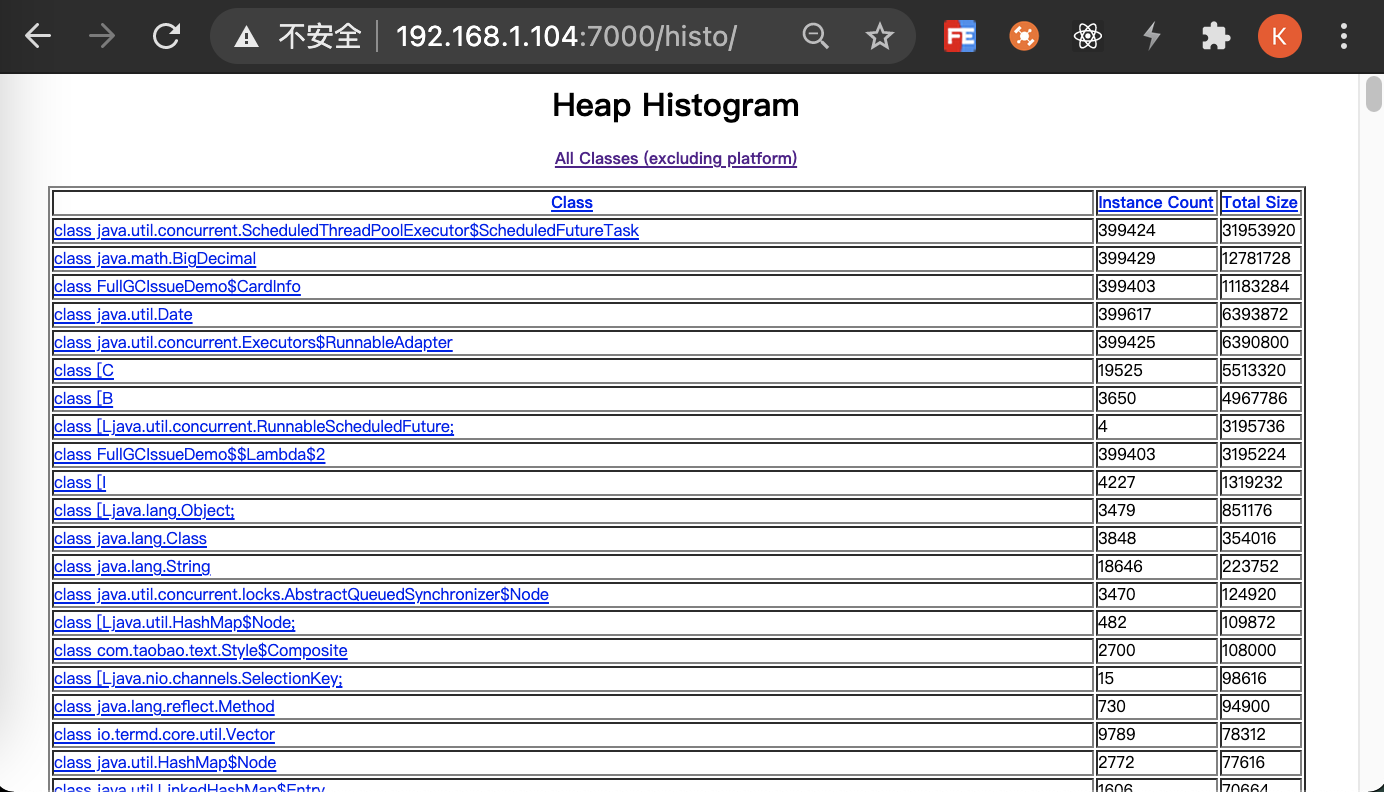 不安全 192.168.1.104:7000/histo/ FE K
Heap Histogram
All Classes (excluding platform)
Class Instance Count Total Size
class java.util.concurrent.ScheduledThreadPoolExecutor$ScheduledFutureTask 399424 31953920
class java.math.BigDecimal 399429 12781728
class FullGCIssueDemo$CardInfo 399403 11183284
class java.util.Date 399617 6393872
class java.util.concurrent.Executors$RunnableAdapter 399425 6390800
class [C 19525 5513320
class [B 3650 4967786
class [Ljava.util.concurrent.RunnableScheduledFuture; 4 3195736
class FullGCIssueDemo$$Lambda$2 399403 3195224
class [I 4227 1319232
class [Ljava.lang.Object; 3479 851176
class java.lang.Class 3848 354016
class java.lang.String 18646 223752
class java.util.concurrent.locks.AbstractQueuedSynchronizer$Node 3470 124920
class [Ljava.util.HashMap$Node; 482 109872
class com.taobao.text.Style$Composite 2700 108000
class [Ljava.nio.channels.SelectionKey; 15 98616
class java.lang.reflect.Method 730 94900
class io.termd.core.util.Vector 9789 78312
class java.util.HashMap$Node 2772 77616
class java.util.LinkedHashMap$Entry 1606 70664